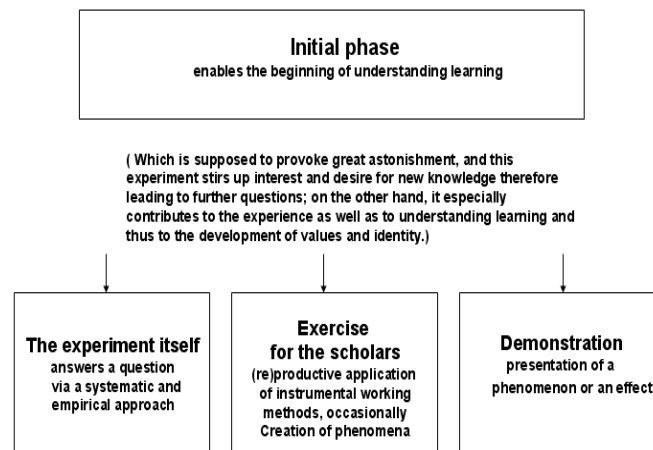 Initial phase
enables the beginning of understanding learning
( Which is supposed to provoke great astonishment, and this
experiment stirs up interest and desire for new knowledge therefore
leading to further questions; on the other hand, it especially
contributes to the experience as well as to understanding learning and
thus to the development of values and identity.)
The experiment itself
answers a question
via a systematic and
empirical approach
Exercise
for the scholars
(re)productive application
of instrumental working
methods, occasionally
Creation of phenomena
Demonstration
presentation of a
phenomenon or an effect